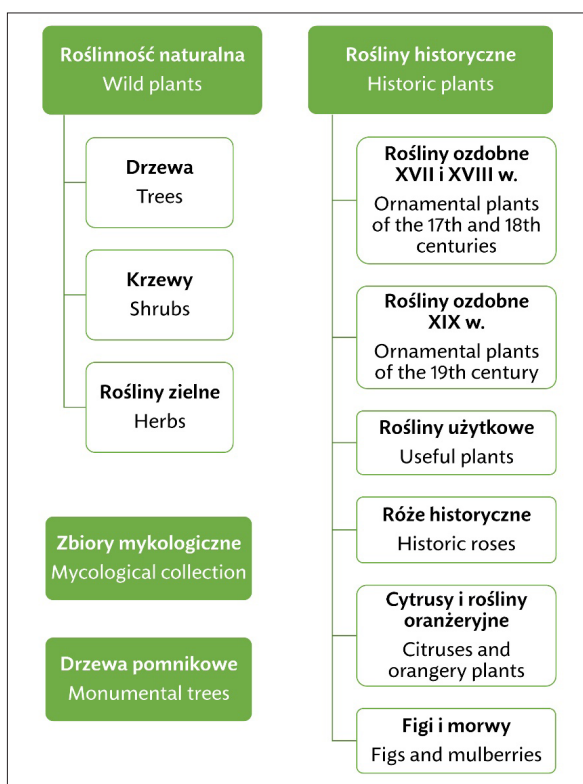 Roślinność naturalna
Wild plants
Drzewa
Trees
Krzewy
Shrubs
Rośliny zielne
Herbs
Zbiory mykologiczne
Mycological collection
Drzewa pomnikowe
Monumental trees
Rośliny historyczne
Historic plants
Rośliny ozdobne
XVII i XVIII w.
Ornamental plants
of the 17th and 18th
centuries
Rośliny ozdobne
XIX w.
Ornamental plants
of the 19th century
Rośliny użytkowe
Useful plants
Róże historyczne
Historic roses
Cytrusy i rośliny
oranżeryjne
Citruses and
orangery plants
Figi i morwy
Figs and mulberries